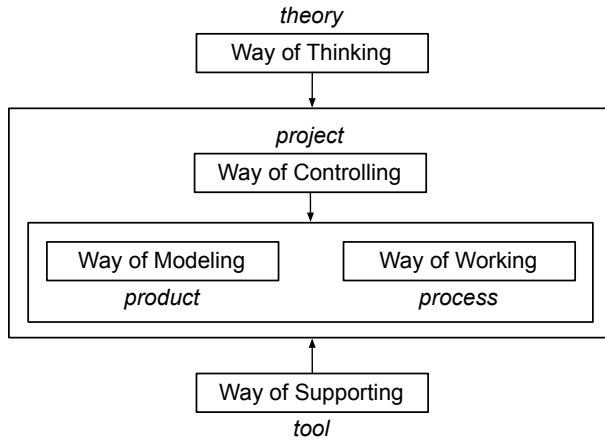 theory
Way of Thinking
project
Way of Controlling
Way of Modeling
Way of Working
product
process
Way of Supporting
tool